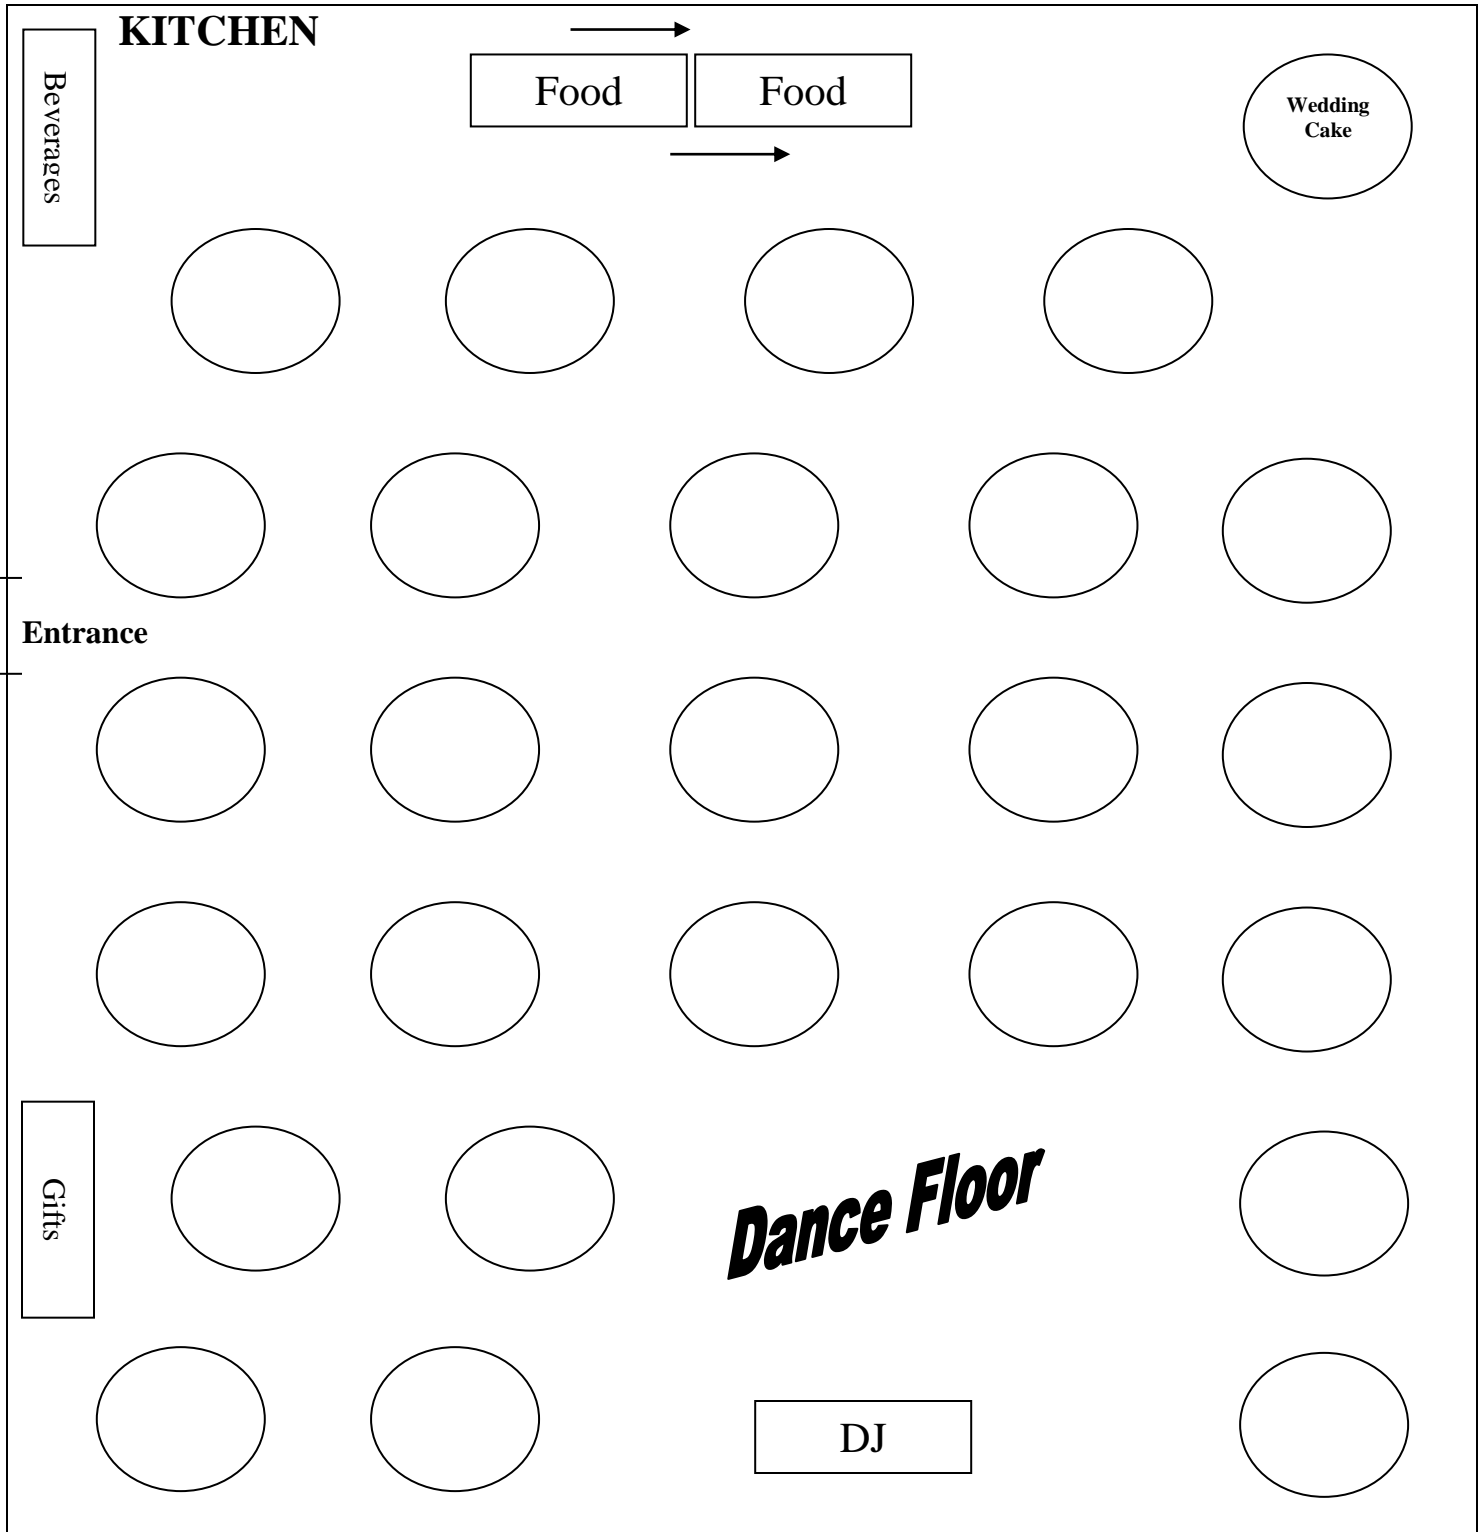 KITCHEN
Beverages
Food
Food
Wedding
Cake
Entrance
Gifts
Dance Floor
DJ